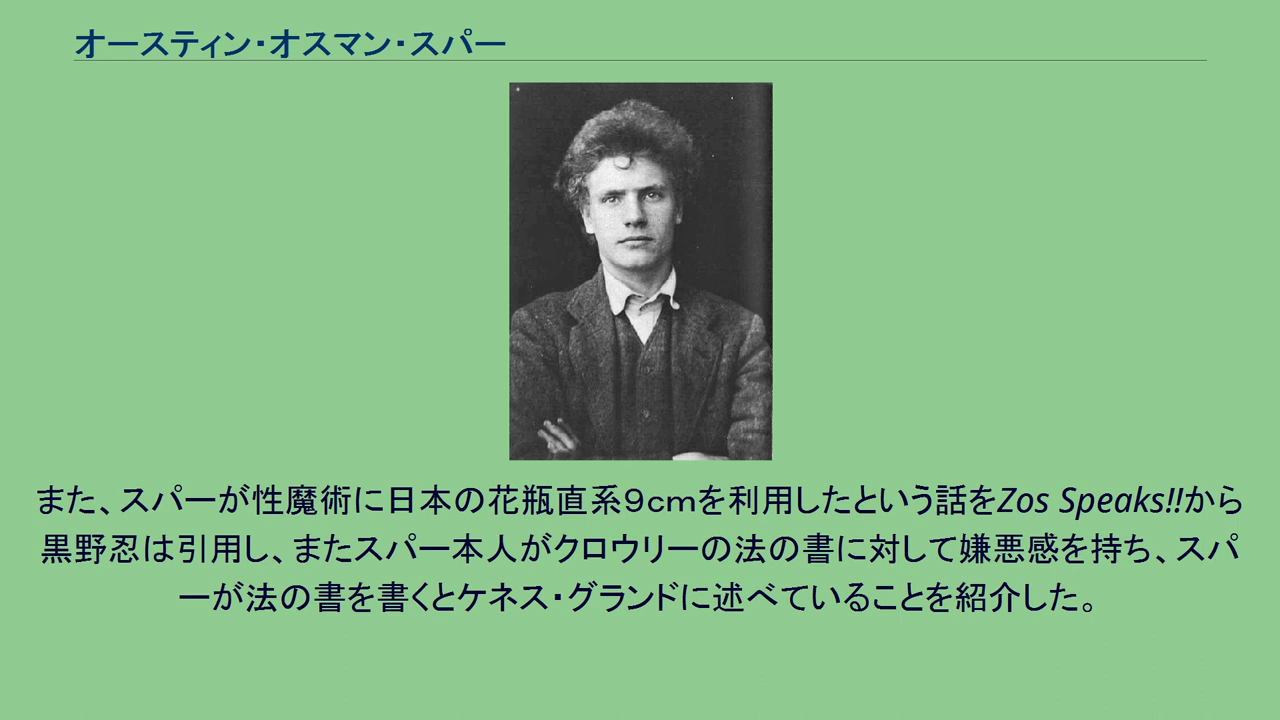 オースティン・オスマン・スパー
また、スパーが性魔術に日本の花瓶直系９ｃｍを利用したという話をZos Speaks!!から
黒野忍は引用し、またスパー本人がクロウリーの法の書に対して嫌悪感を持ち、スパ
ーが法の書を書くとケネス・グランドに述べていることを紹介した。